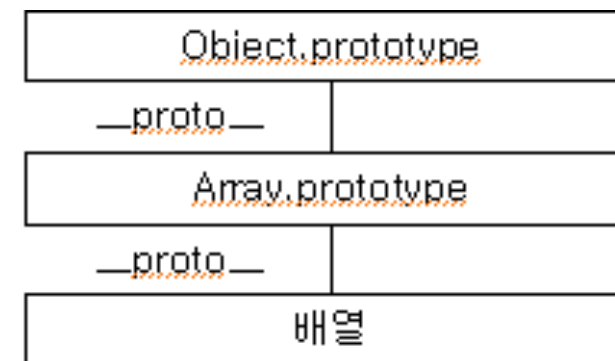 Object.prototype
__proto__
Array.prototype
__proto__
배열